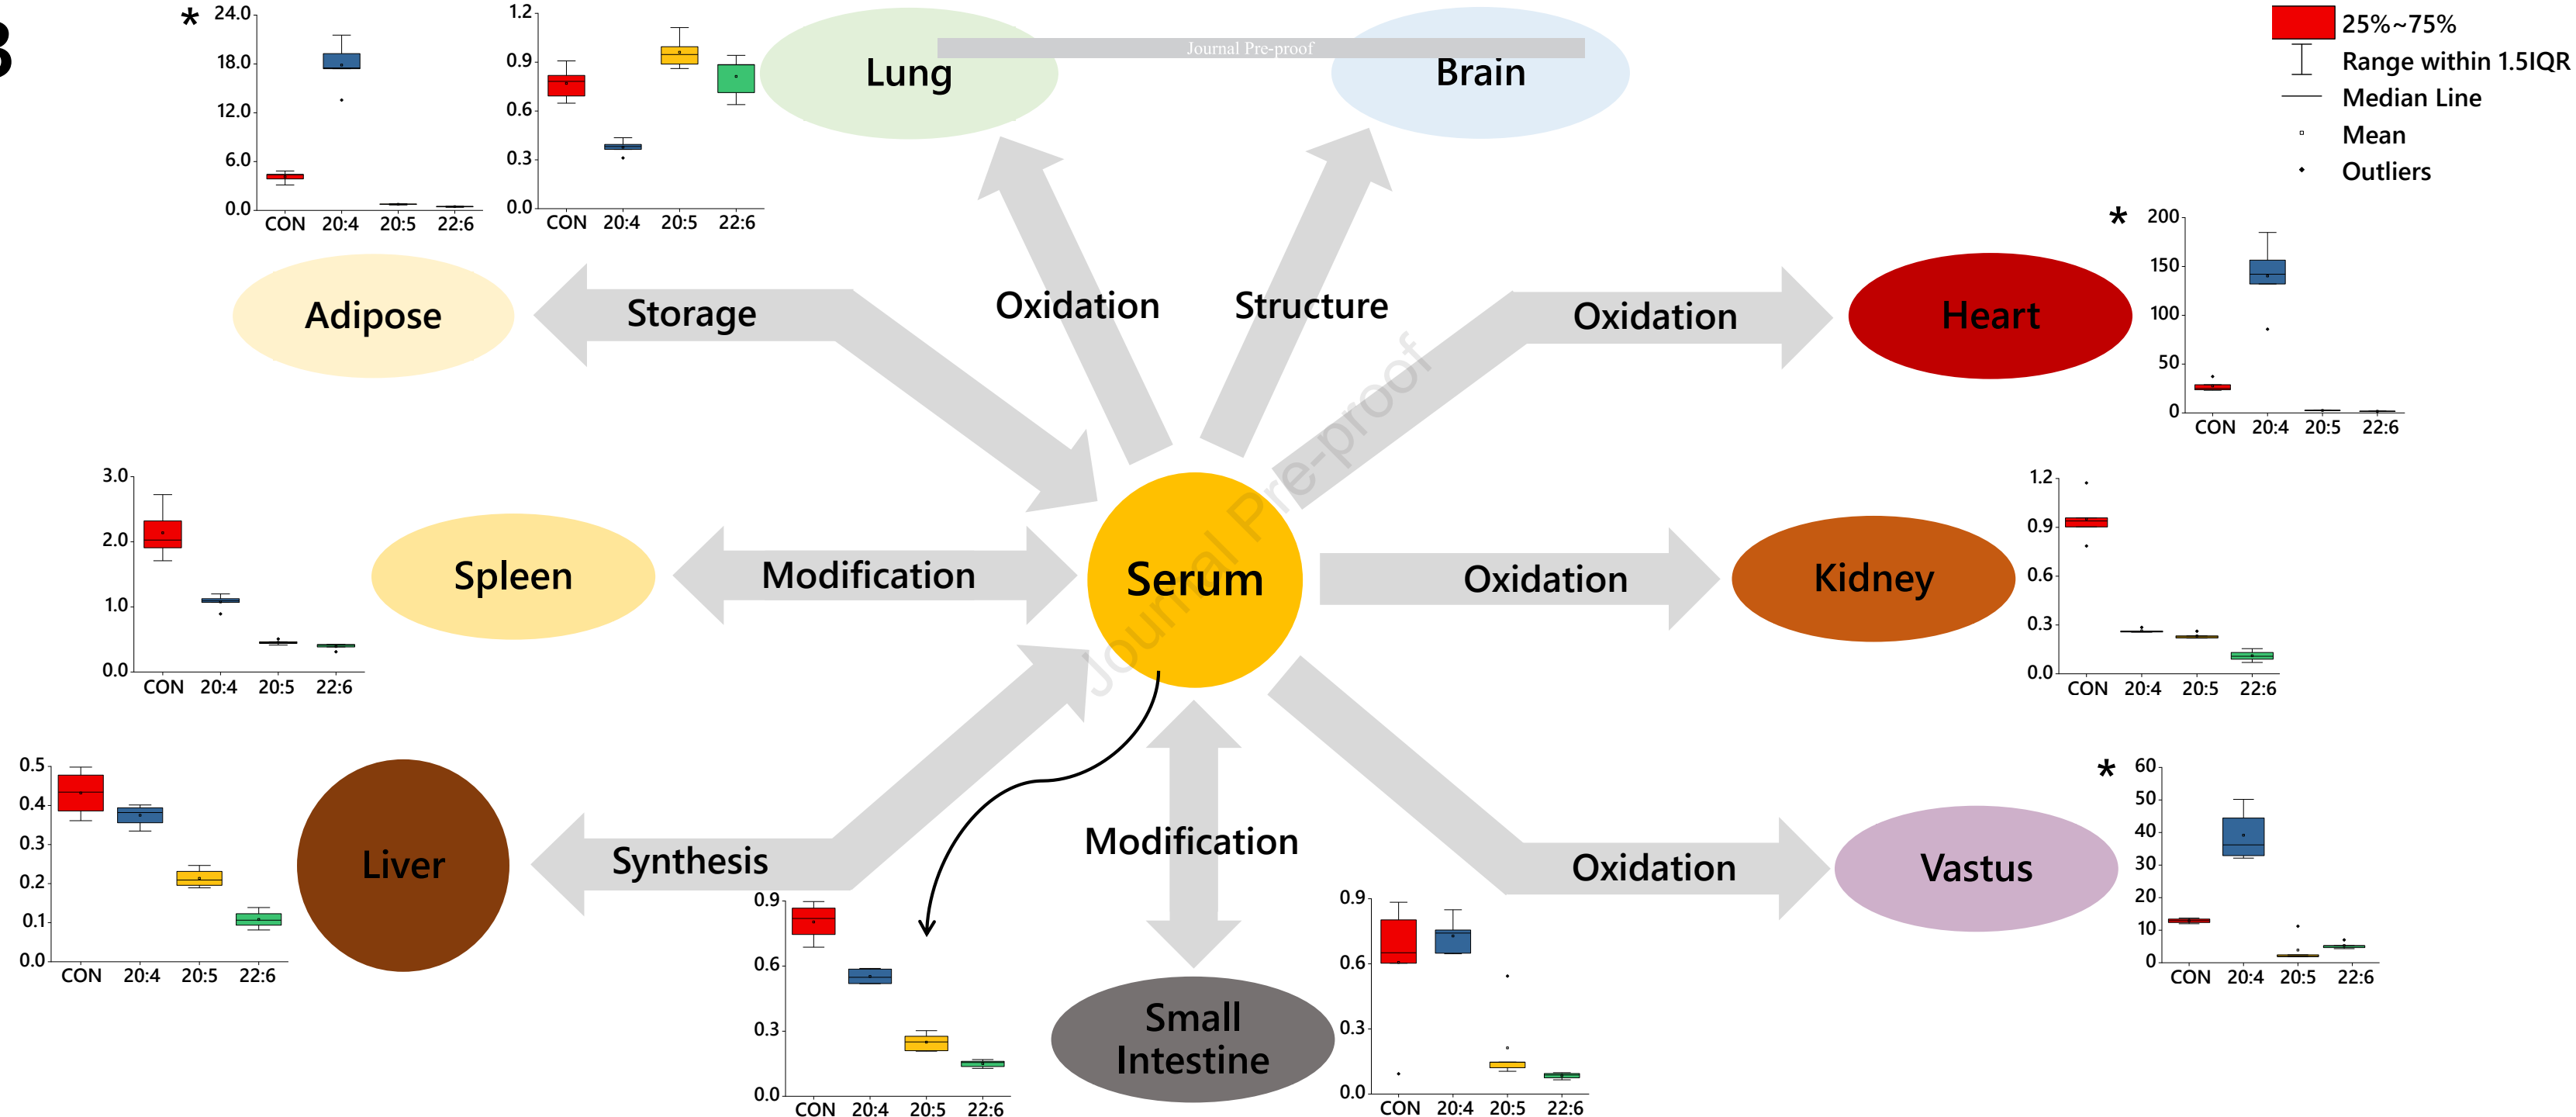 B
Journal Pre-proof
25%~75%
Range within 1.5IQR
Median Line
Mean
Outliers
*
24.0
18.0
12.0
6.0
0.0
CON 20:4 20:5 22:6
1.2
0.9
0.6
0.3
0.0
CON 20:4 20:5 22:6
Lung
Brain
*
200
150
100
50
0
CON 20:4 20:5 22:6
Adipose
Storage
Oxidation
Structure
Oxidation
Heart
3.0
2.0
1.0
0.0
CON 20:4 20:5 22:6
Spleen
Modification
Serum
Oxidation
Kidney
1.2
0.9
0.6
0.3
0.0
CON 20:4 20:5 22:6
Journal Pre-proof
0.5
0.4
0.3
0.2
0.1
0.0
CON 20:4 20:5 22:6
Liver
Synthesis
Modification
Oxidation
Vastus
*
60
50
40
30
20
10
0
CON 20:4 20:5 22:6
0.9
0.6
0.3
0.0
CON 20:4 20:5 22:6
Small
Intestine
0.9
0.6
0.3
0.0
CON 20:4 20:5 22:6